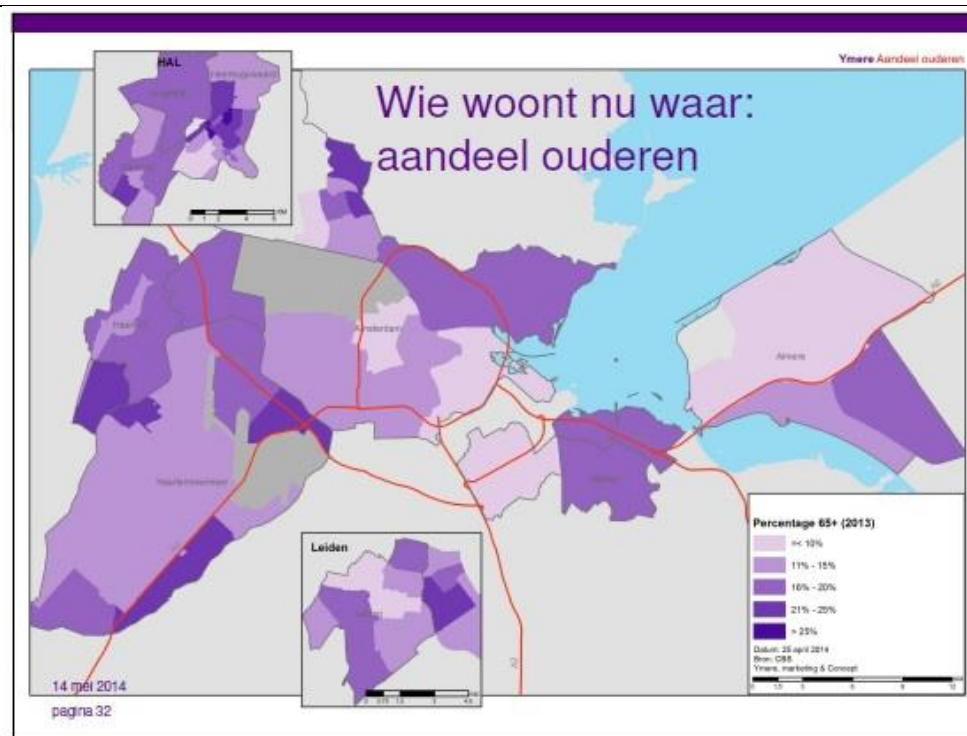 Ymere Aandeel ouderen
HAL
Wie woont nu waar:
aandeel ouderen
Amsterdam
Almere
Haarlemmermeer
Leiden
Percentage 65+ (2013)
=< 10%
11% - 15%
16% - 20%
21% - 25%
> 25%
Datum: 25 april 2014
Bron: CBS
Ymere, marketing & Concept
14 mei 2014
pagina 32